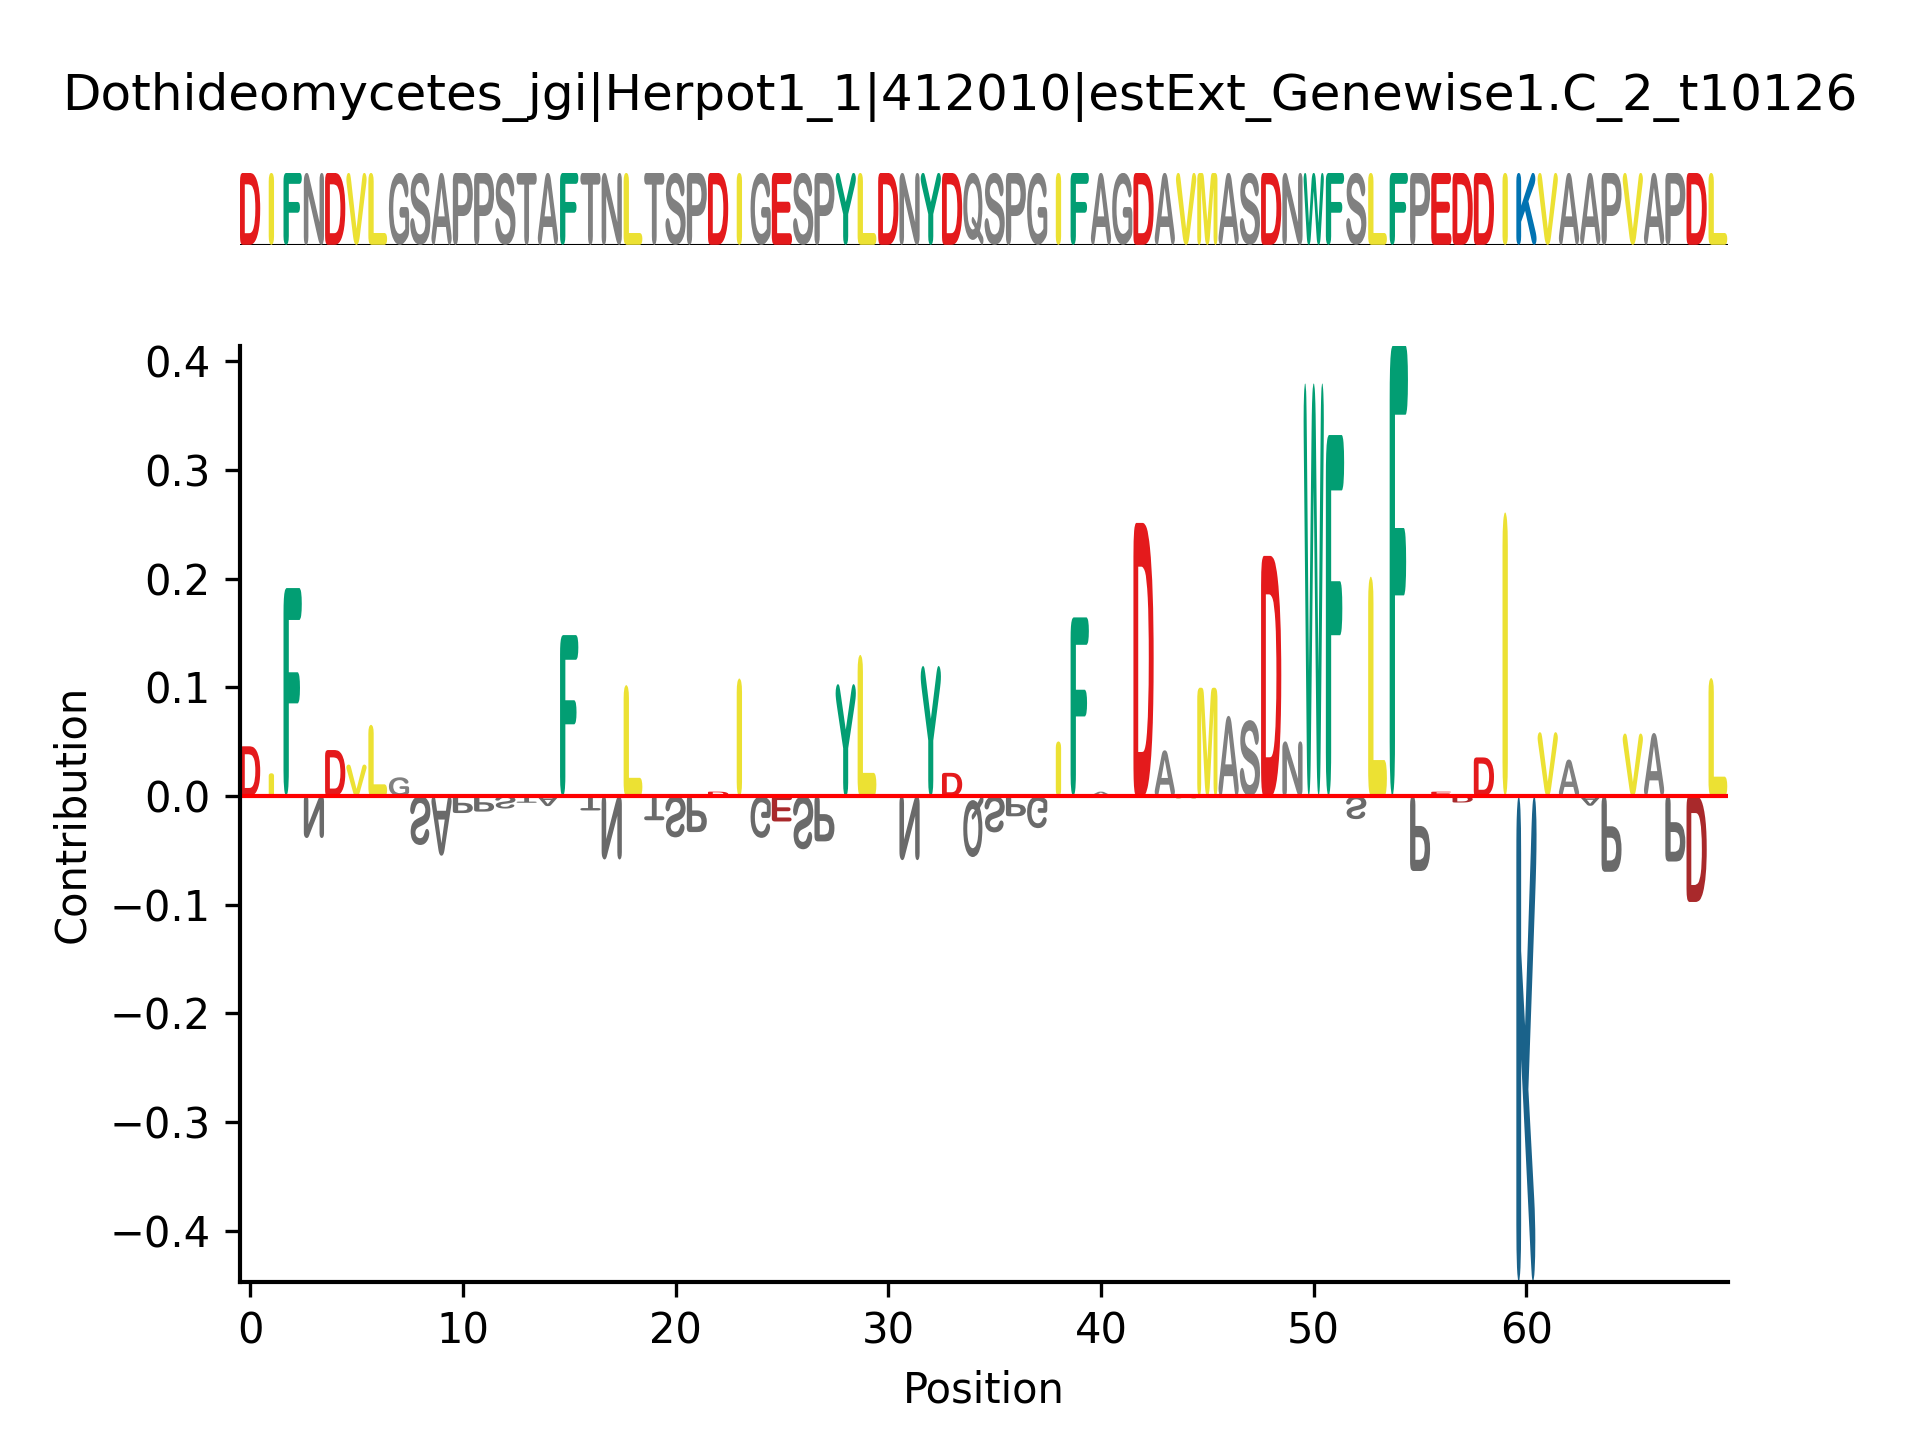 Dothideomycetes_jgi|Herpot1_1|412010|estExt_Genewise1.C_2_t10126
DIFNDVLGSAPPSTAFTNLTSPDIGESPYLDNYDQSPGIFAGDAVMASDNWFSLFPEDDIKVAAPVAPDL
0.4
0.3
0.2
0.1
0.0
−0.1
−0.2
−0.3
−0.4
Contribution
DIFNDVLGSAPPSTAFTNLTSPDIGESPYLDNYDQSPGIFAGDAVMASDNWFSLFPEDDIKVAAPVAPDL
0 10 20 30 40 50 60
Position